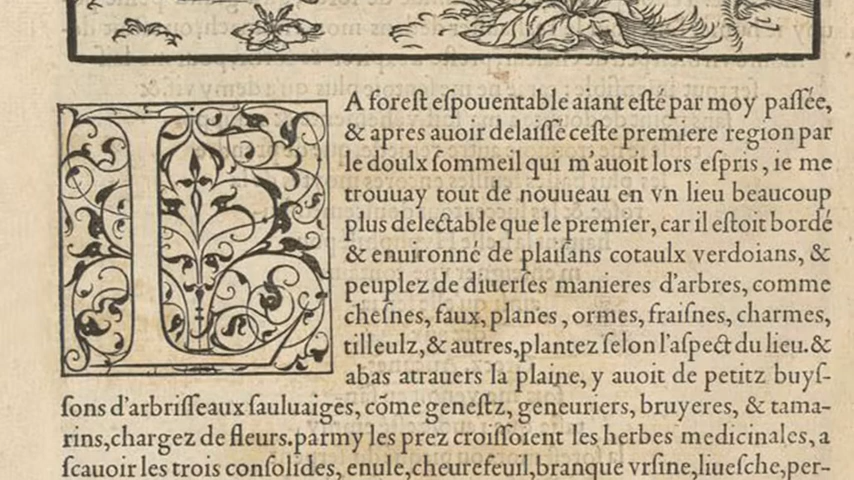 LA foreſt eſpouentable aiant eſté par moy paſſée,
& apres auoir delaiſſé ceſte premiere region par
le doulx ſommeil qui m'auoit lors eſpris, ie me
trouuay tout de nouueau en vn lieu beaucoup
plus delectable que le premier, car il eſtoit bordé
& enuironné de plaiſans cotaulx verdoians, &
peuplez de diuerſes manieres d'arbres, comme
cheſnes, faux, planes, ormes, fraiſnes, charmes,
tilleulz, & autres, plantez ſelon l'aſpect du lieu. &
abas atrauers la plaine, y auoit de petitz buyſ-
ſons d'arbriſſeaux ſauluaiges, cõme geneſtz, geneuriers, bruyeres, & tama-
rins, chargez de fleurs. parmy les prez croiſſoient les herbes medicinales, a
ſcauoir les trois conſolides, enule, cheurefeuil, branque vrſine, liueſche, per-